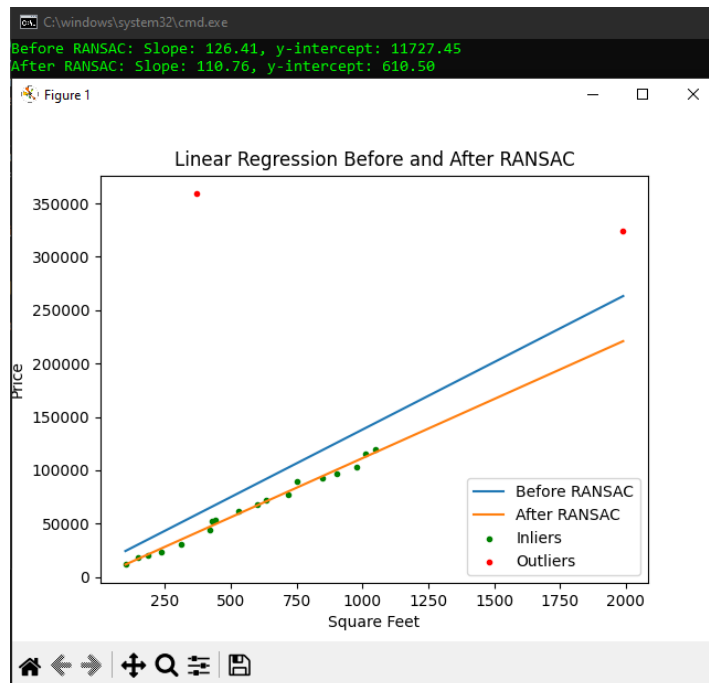 C:\windows\system32\cmd.exe
Before RANSAC: Slope: 126.41, y-intercept: 11727.45
After RANSAC: Slope: 110.76, y-intercept: 610.50
Figure 1
Linear Regression Before and After RANSAC
350000
300000
250000
200000
150000
100000
50000
0
Price
250
500
750
1000
1250
1500
1750
2000
Square Feet
Before RANSAC
After RANSAC
Inliers
Outliers